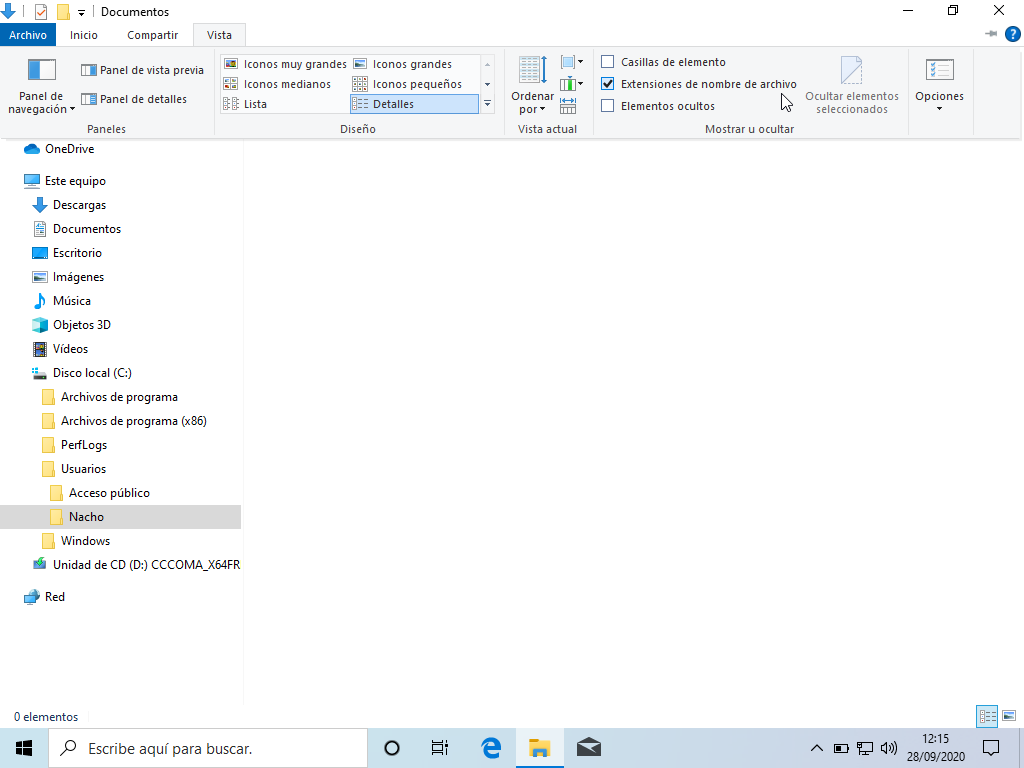 Documentos
Archivo Inicio Compartir Vista
Panel de navegación
Panel de vista previa
Panel de detalles
Paneles
Iconos muy grandes Iconos grandes
Iconos medianos Iconos pequeños
Lista Detalles
Diseño
Ordenar por
Vista actual
Casillas de elemento
Extensiones de nombre de archivo
Elementos ocultos
Ocultar elementos
seleccionados
Mostrar u ocultar
Opciones
OneDrive
Este equipo
Descargas
Documentos
Escritorio
Imágenes
Música
Objetos 3D
Vídeos
Disco local (C:)
Archivos de programa
Archivos de programa (x86)
PerfLogs
Usuarios
Acceso público
Nacho
Windows
Unidad de CD (D:) CCCOMA_X64FR
Red
0 elementos
Escribe aquí para buscar.
12:15
28/09/2020